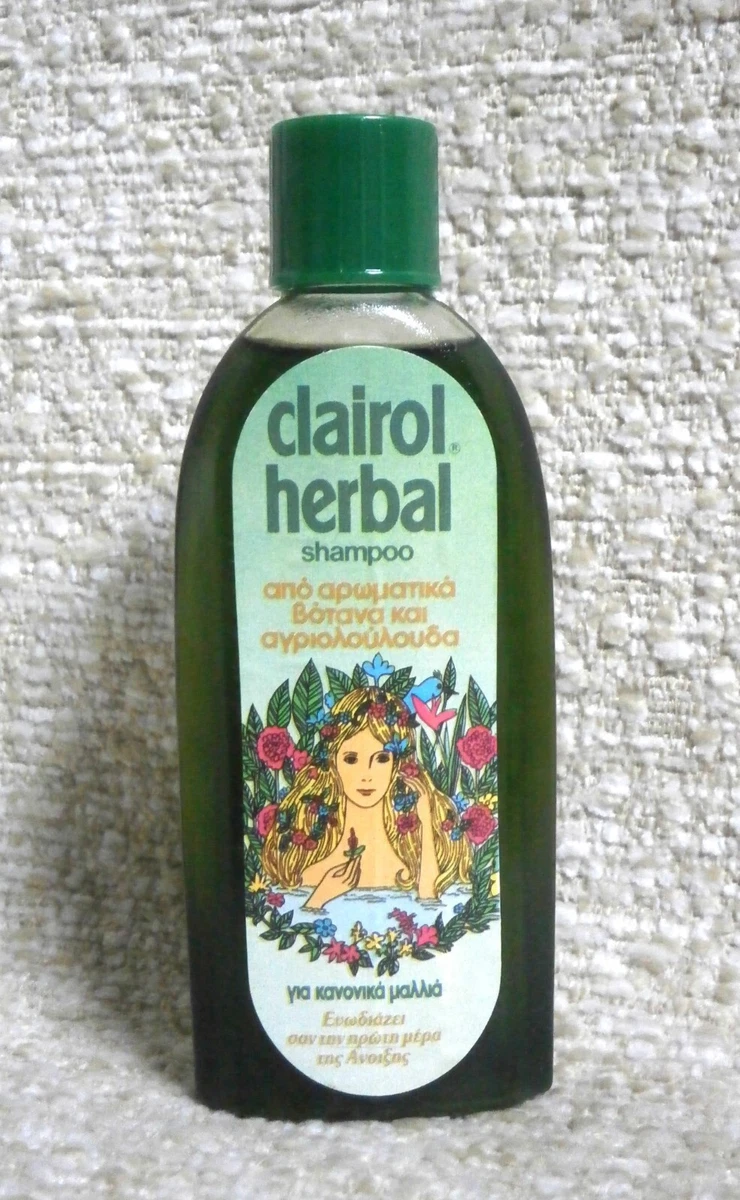 clairol®
herbal
shampoo
από αρωματικά
βότανα και
αγριολούλουδα
για κανονικά μαλλιά
Ευωδιάζει
σαν την πρώτη μέρα
της Άνοιξης